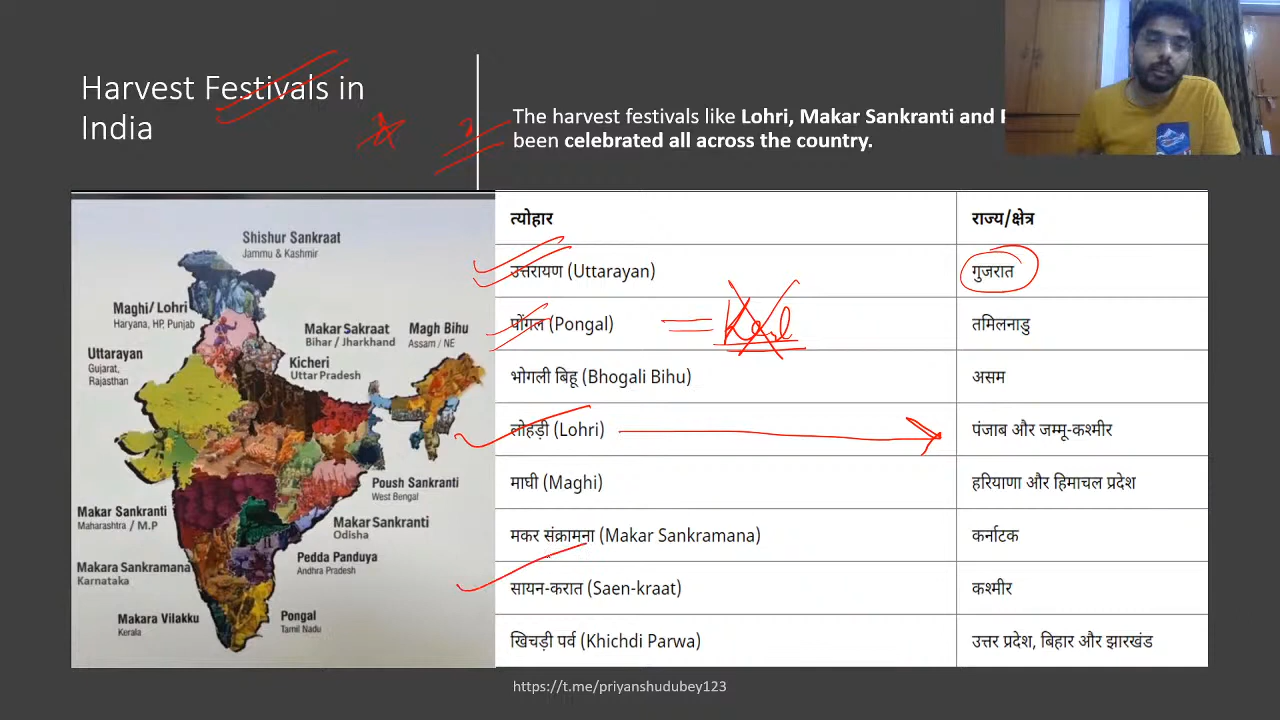 Harvest Festivals in
India
The harvest festivals like Lohri, Makar Sankranti and
been celebrated all across the country.
Shishur Sankraat
Jammu & Kashmir
Maghi/ Lohri
Haryana, HP, Punjab
Makar Sakraat
Bihar / Jharkhand
Magh Bihu
Assam / NE
Uttarayan
Gujarat,
Rajasthan
Kicheri
Uttar Pradesh
Poush Sankranti
West Bengal
Makar Sankranti
Maharashtra / M.P
Makar Sankranti
Odisha
Pedda Panduya
Andhra Pradesh
Makara Sankramana
Karnataka
Makara Vilakku
Kerala
Pongal
Tamil Nadu
त्योहार राज्य/क्षेत्र
उत्तरायण (Uttarayan) गुजरात
पोंगल (Pongal) = तमिलनाडु
भोगली बिहू (Bhogali Bihu) असम
लोहड़ी (Lohri) पंजाब और जम्मू-कश्मीर
माघी (Maghi) हरियाणा और हिमाचल प्रदेश
मकर संक्रामना (Makar Sankramana) कर्नाटक
सायन-करात (Saen-kraat) कश्मीर
खिचड़ी पर्व (Khichdi Parwa) उत्तर प्रदेश, बिहार और झारखंड
https://t.me/priyanshudubey123